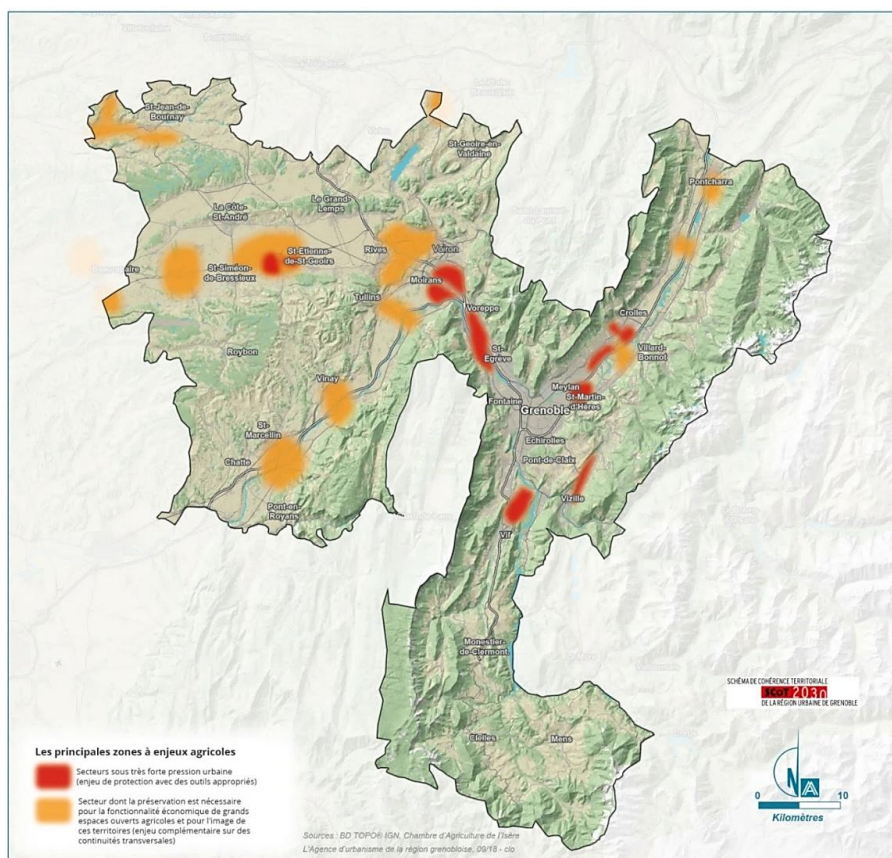 St-Jean-de-
Bournay
St-Geoire-en-
Valdaine
Pontcharra
La Côte-
St-André
Le Grand-
Lemps
St-Etienne-
de-St-Geoirs
Rives
Voiron
St-Siméon-
de-Bressieux
Moirans
Tullins
Voreppe
Crolles
St-
Egrève
Villard-
Bonnot
Roybon
Vinay
Meylan
St-Martin-
d'Hères
Fontaine
Grenoble
St-
Marcellin
Echirolles
Chatte
Pont-de-Claix
Vizille
Pont-en-
Royans
Vif
Monestier-
de-Clermont
Clelles
Mens
SCHÉMA DE COHÉRENCE TERRITORIALE
SCoT 2030
DE LA RÉGION URBAINE DE GRENOBLE
Les principales zones à enjeux agricoles
Secteurs sous très forte pression urbaine
(enjeu de protection avec des outils appropriés)
Secteur dont la préservation est nécessaire
pour la fonctionnalité économique de grands
espaces ouverts agricoles et pour l'image de
ces territoires (enjeu complémentaire sur des
continuités transversales)
N
0 10
Kilomètres
Sources : BD TOPO® IGN, Chambre d'Agriculture de l'Isère
L'Agence d'urbanisme de la région grenobloise, 09/18 - clo